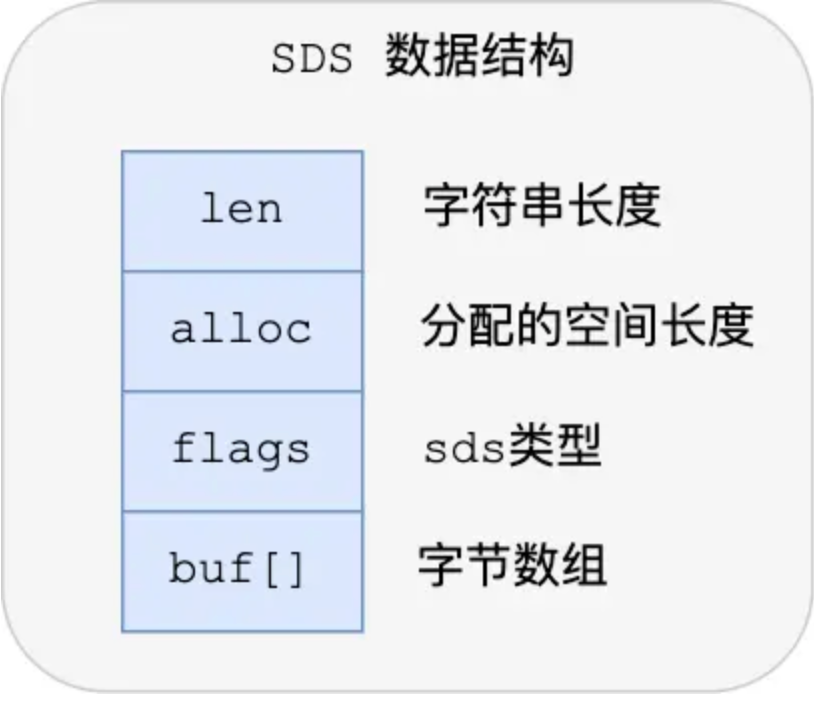 SDS 数据结构
len 字符串长度
alloc 分配的空间长度
flags sds类型
buf[] 字节数组